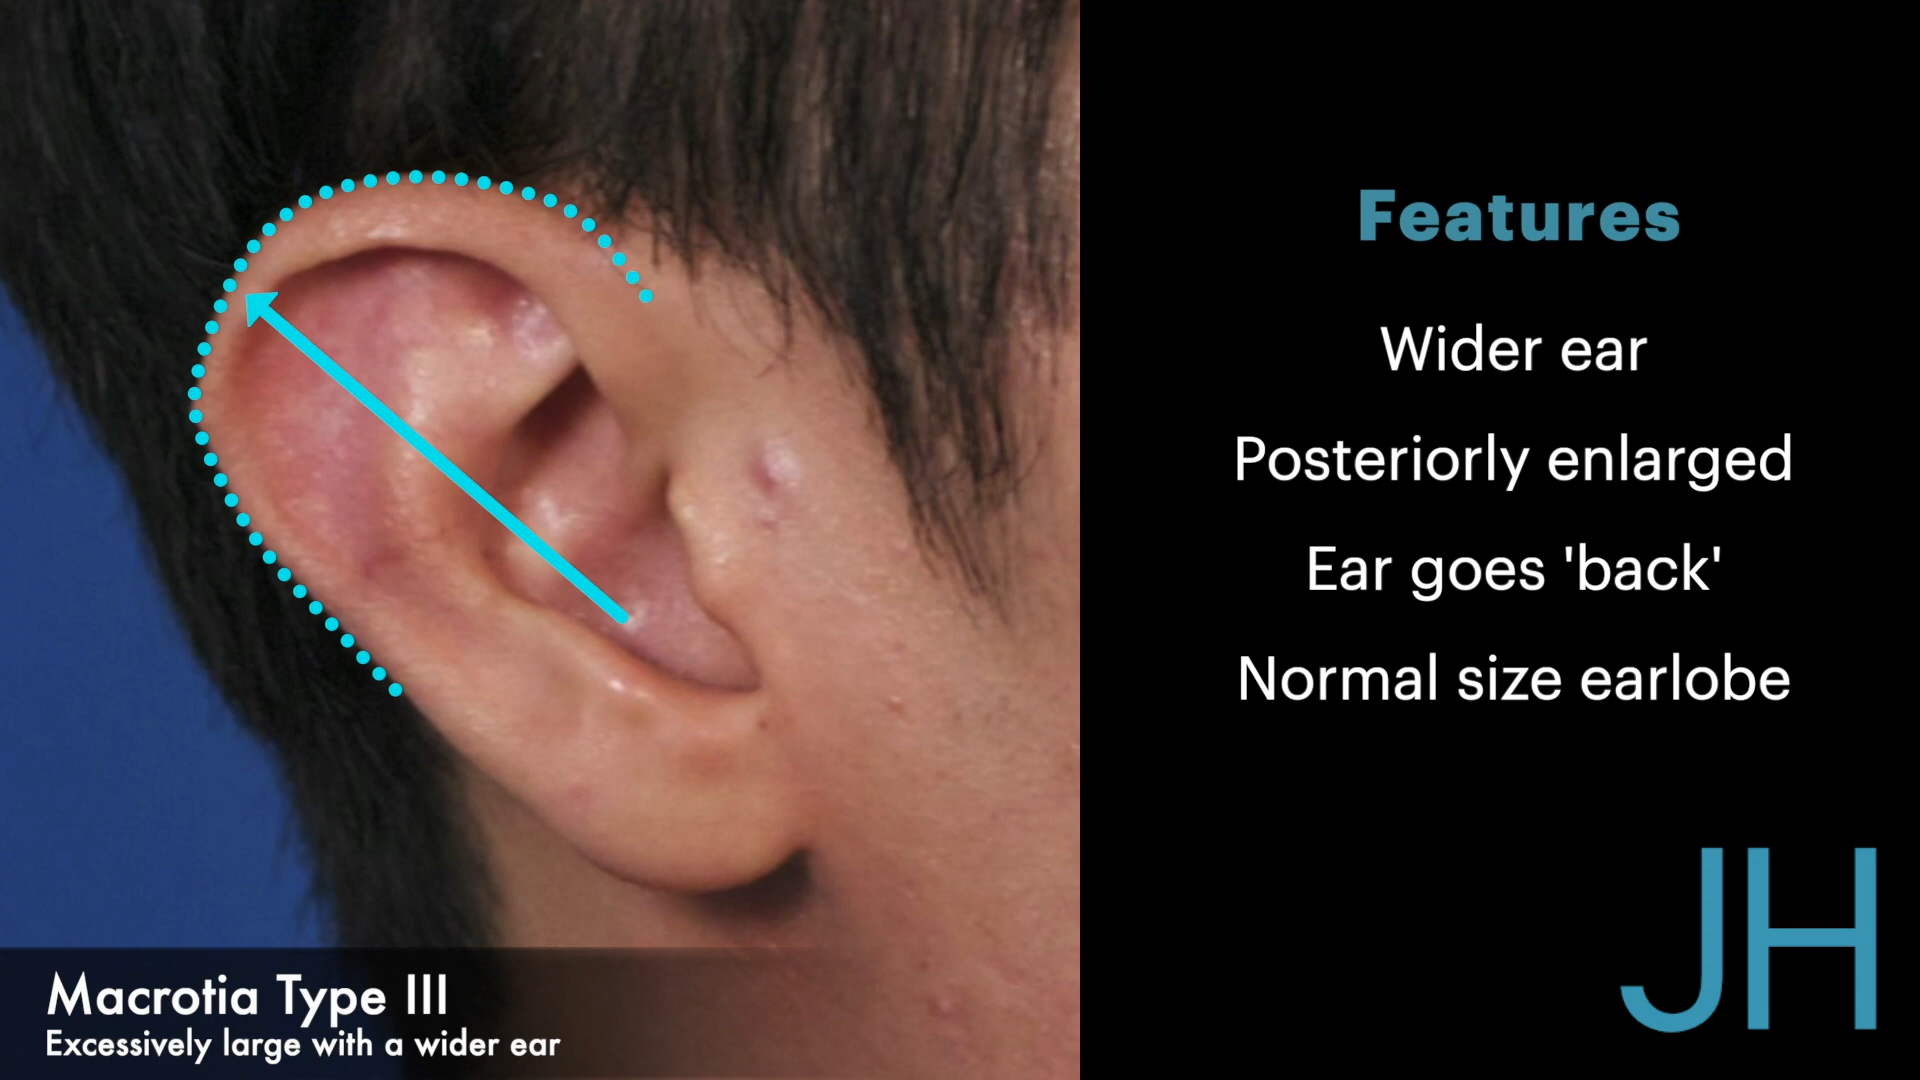 Features
Wider ear
Posteriorly enlarged
Ear goes 'back'
Normal size earlobe
JH
Macrotia Type III
Excessively large with a wider ear